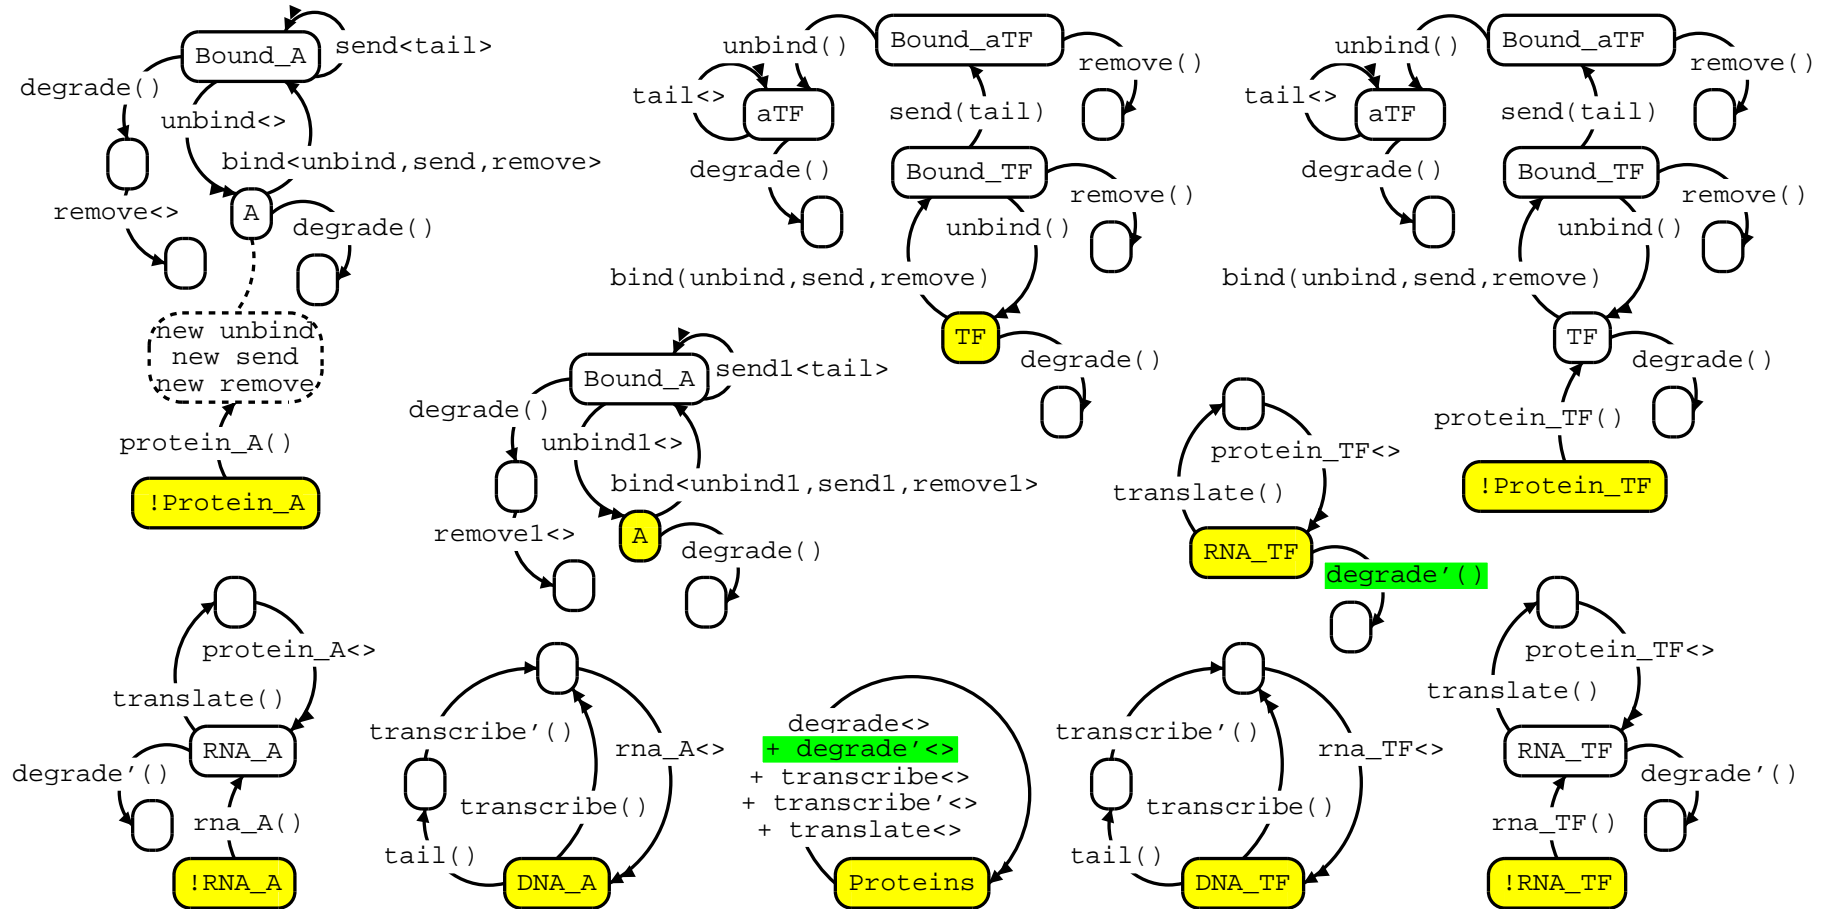 Bound_A
send<tail>
degrade()
unbind<>
bind<unbind,send,remove>
A
remove<>
degrade()
new unbind
new send
new remove
protein_A()
!Protein_A
unbind()
Bound_aTF
remove()
tail<>
aTF
send(tail)
degrade()
Bound_TF
remove()
unbind()
bind(unbind,send,remove)
TF
degrade()
unbind()
Bound_aTF
remove()
tail<>
aTF
send(tail)
degrade()
Bound_TF
remove()
unbind()
bind(unbind,send,remove)
TF
degrade()
protein_TF()
!Protein_TF
Bound_A
send1<tail>
degrade()
unbind1<>
bind<unbind1,send1,remove1>
A
remove1<>
degrade()
protein_TF<>
translate()
RNA_TF
degrade'()
protein_A<>
translate()
RNA_A
degrade'()
rna_A()
!RNA_A
transcribe'()
rna_A<>
transcribe()
tail()
DNA_A
degrade<>
+ degrade'<>
+ transcribe<>
+ transcribe'<>
+ translate<>
Proteins
transcribe'()
rna_TF<>
transcribe()
tail()
DNA_TF
protein_TF<>
translate()
RNA_TF
degrade'()
rna_TF()
!RNA_TF